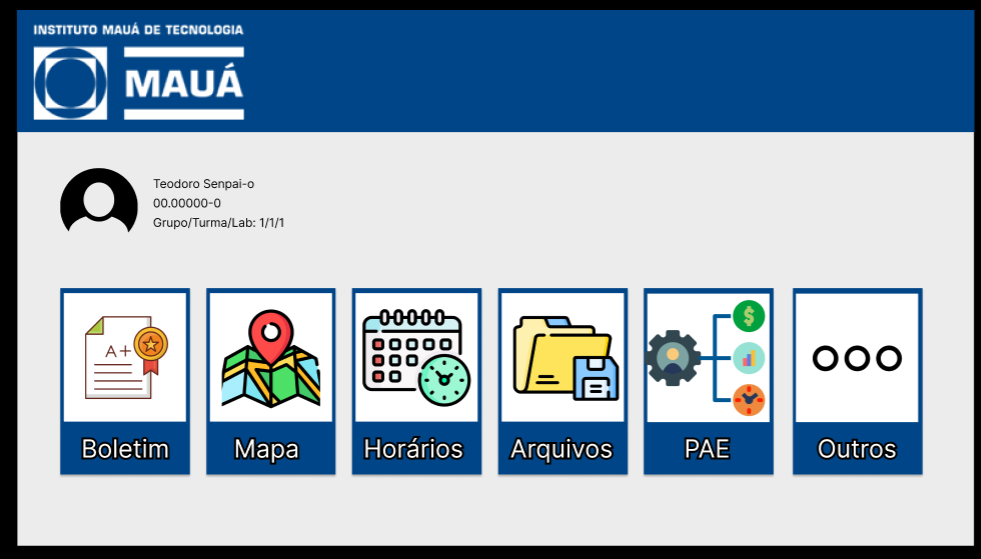 INSTITUTO MAUÁ DE TECNOLOGIA
MAUÁ
Teodoro Senpai-o
00.00000-0
Grupo/Turma/Lab: 1/1/1
A+
$
Boletim
Mapa
Horários
Arquivos
PAE
Outros